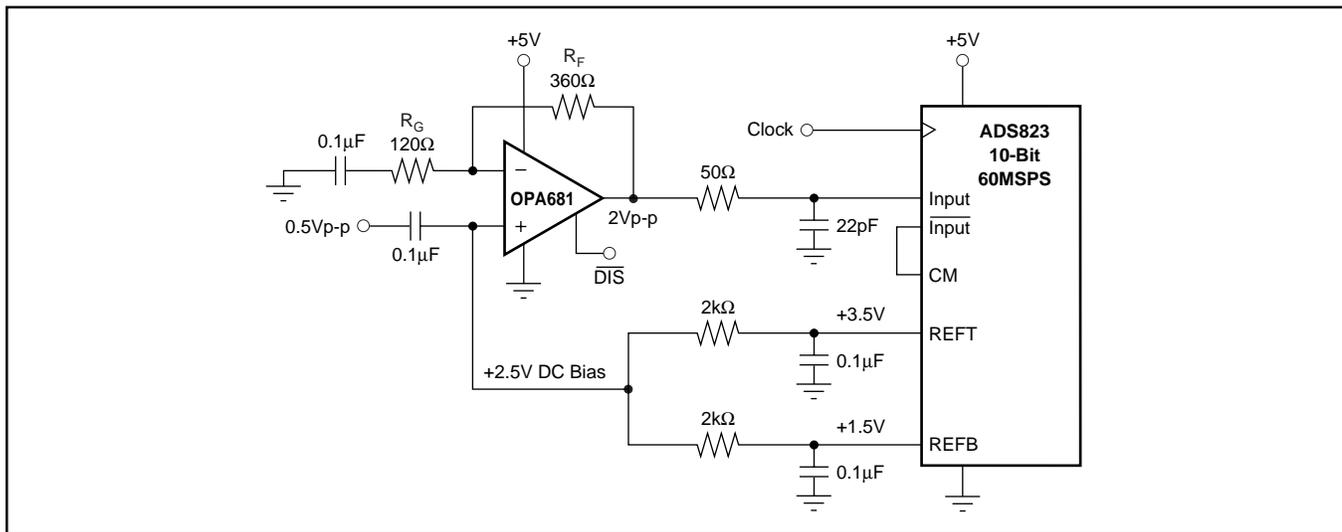 +5V
R_F
360Ω
+5V
Clock
ADS823
10-Bit
60MSPS
0.1μF
R_G
120Ω
−
+
OPA681
2Vp-p
50Ω
22pF
Input
I̅n̅p̅u̅t̅
CM
0.5Vp-p
0.1μF
D̅I̅S̅
2kΩ
+3.5V
REFT
0.1μF
+2.5V DC Bias
2kΩ
+1.5V
REFB
0.1μF